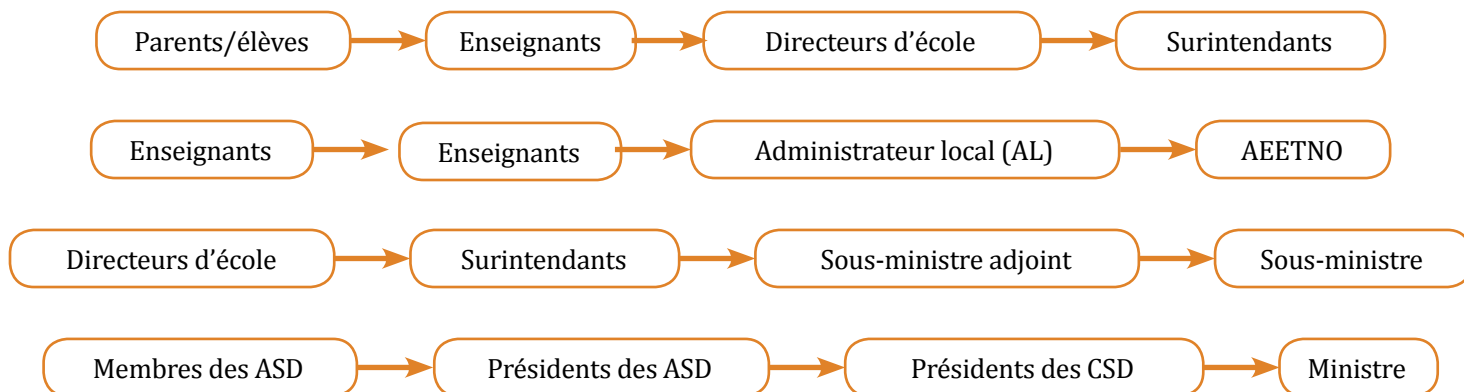 Parents/élèves Enseignants Directeurs d'école Surintendants
Enseignants Enseignants Administrateur local (AL) AEETNO
Directeurs d'école Surintendants Sous-ministre adjoint Sous-ministre
Membres des ASD Présidents des ASD Présidents des CSD Ministre